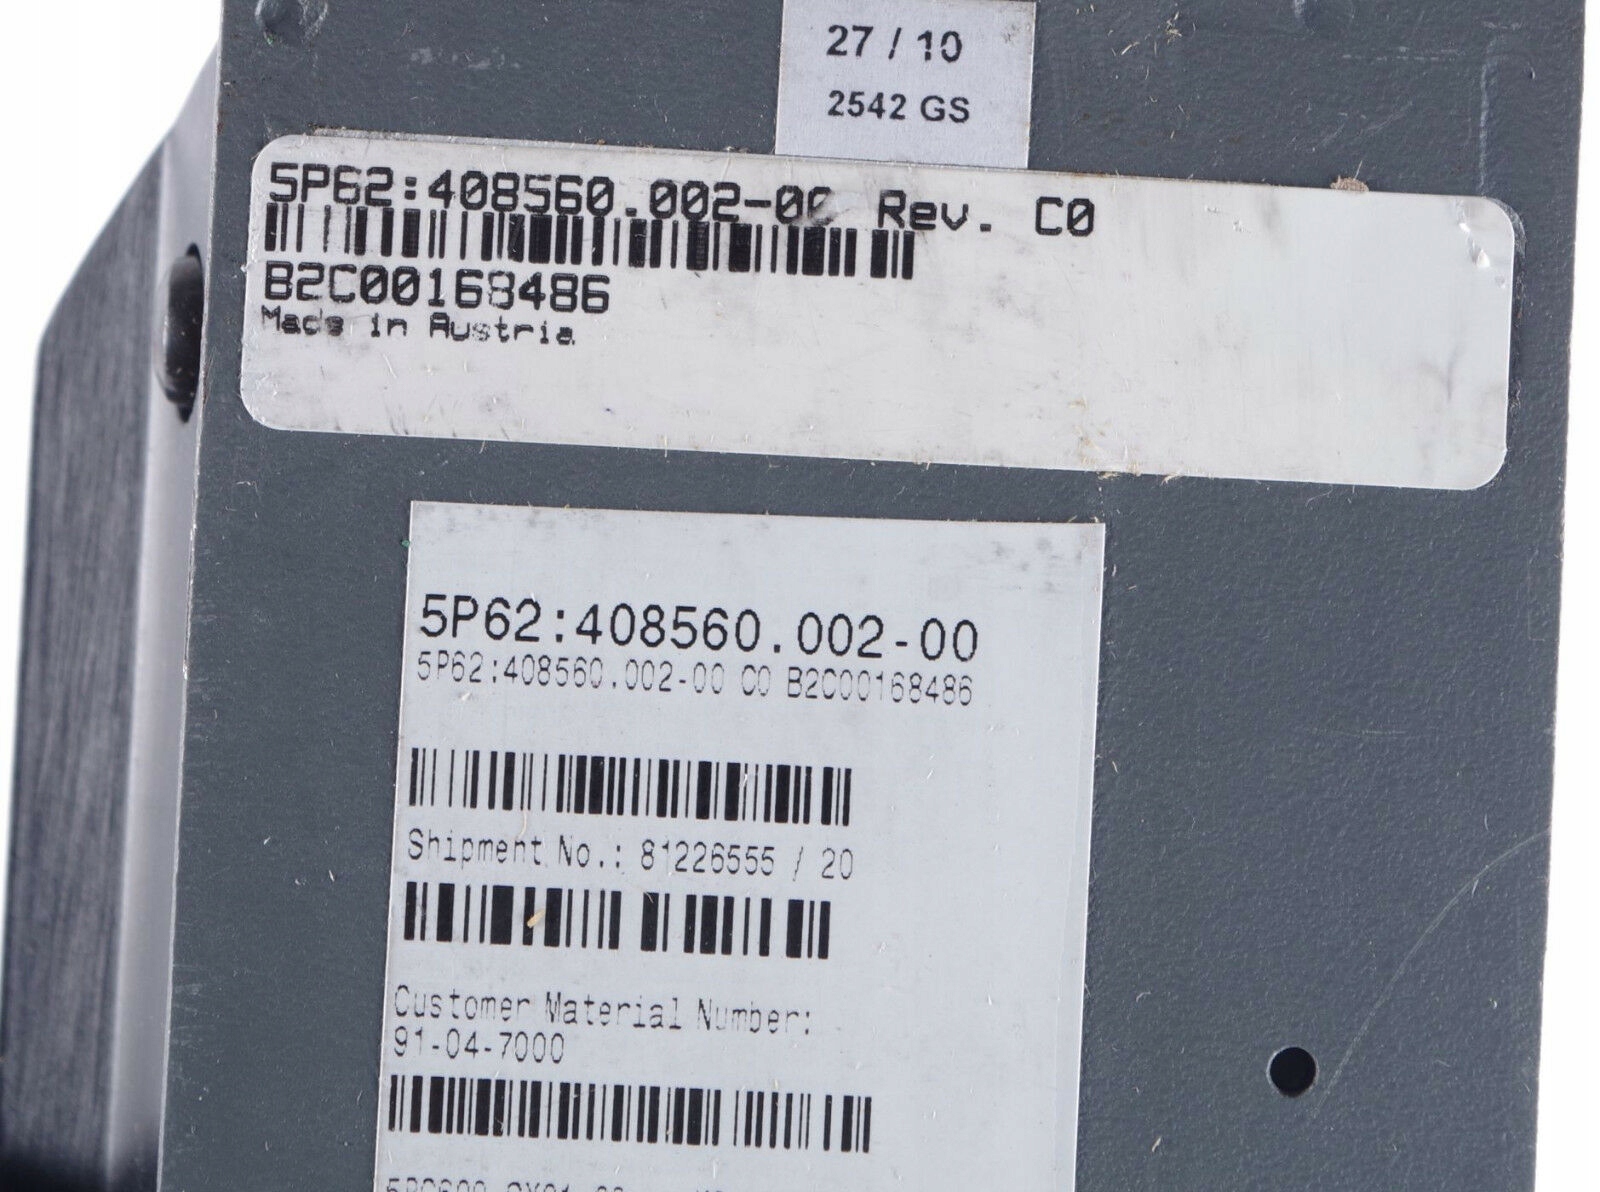 27 / 10
2542 GS
5P62:408560.002-00 Rev. C0
B2C00168486
Made in Austria
5P62:408560.002-00
5P62:408560.002-00 C0 B2C00168486
Shipment No.: 81226555 / 20
Customer Material Number:
91-04-7000